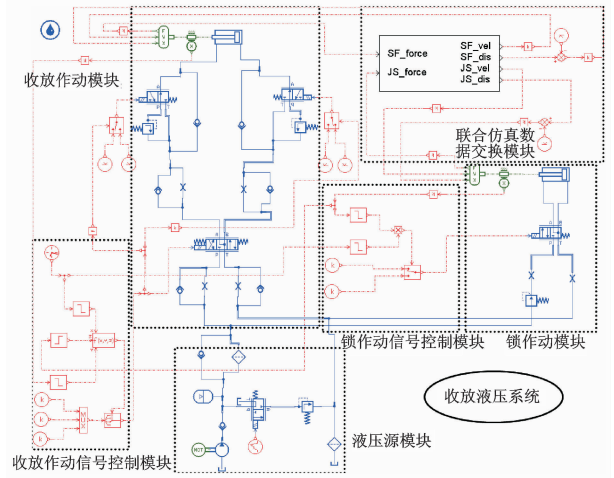 收放作动模块
SF_force
JS_force
SF_vel
SF_dis
JS_vel
JS_dis
联合仿真数
据交换模块
锁作动信号控制模块
锁作动模块
收放液压系统
液压源模块
收放作动信号控制模块
k
k
k
k
k
MUX
MOT